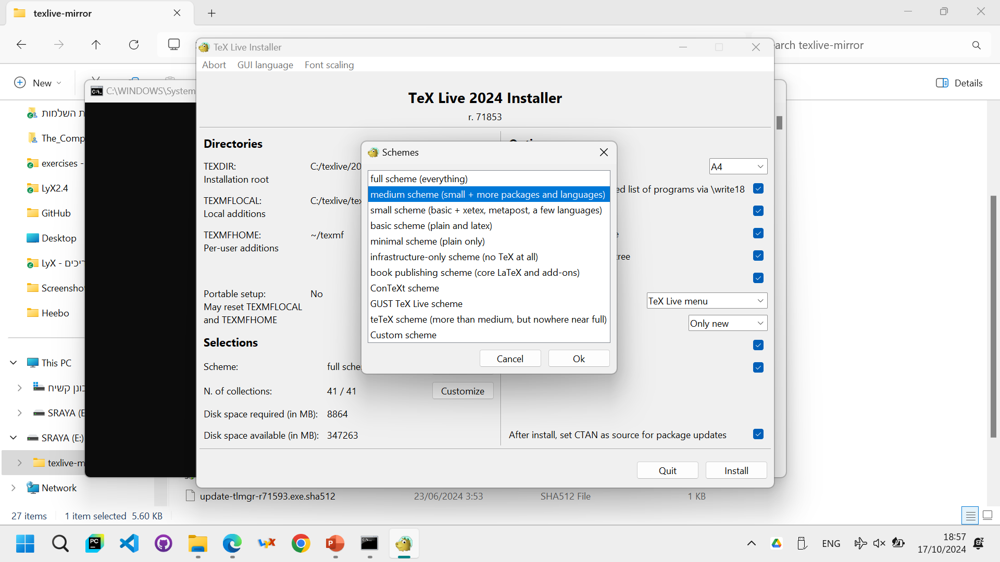 texlive-mirror
arch texlive-mirror
TeX Live Installer
Abort GUI language Font scaling
New
C:\WINDOWS\System
Details
TeX Live 2024 Installer
r. 71853
ת השלמות
The_Comp
exercises -
LyX2.4
GitHub
Desktop
LyX - ריכים
Screensho
Heebo
This PC
כונן קשיח
SRAYA (E
SRAYA (E:)
texlive-m
Network
Directories
TEXDIR: C:/texlive/20
Installation root
TEXMFLOCAL: C:/texlive/tex
Local additions
TEXMFHOME: ~/texmf
Per-user additions
Portable setup: No
May reset TEXMFLOCAL
and TEXMFHOME
Selections
Scheme: full sche
N. of collections: 41 / 41 Customize
Disk space required (in MB): 8864
Disk space available (in MB): 347263
Schemes
full scheme (everything)
medium scheme (small + more packages and languages)
small scheme (basic + xetex, metapost, a few languages)
basic scheme (plain and latex)
minimal scheme (plain only)
infrastructure-only scheme (no TeX at all)
book publishing scheme (core LaTeX and add-ons)
ConTeXt scheme
GUST TeX Live scheme
teTeX scheme (more than medium, but nowhere near full)
Custom scheme
Cancel Ok
A4
ed list of programs via \write18
e
tree
TeX Live menu
Only new
After install, set CTAN as source for package updates
Quit Install
update-tlmgr-r71593.exe.sha512 23/06/2024 3:53 SHA512 File 1 KB
27 items 1 item selected 5.60 KB
ENG
18:57
17/10/2024